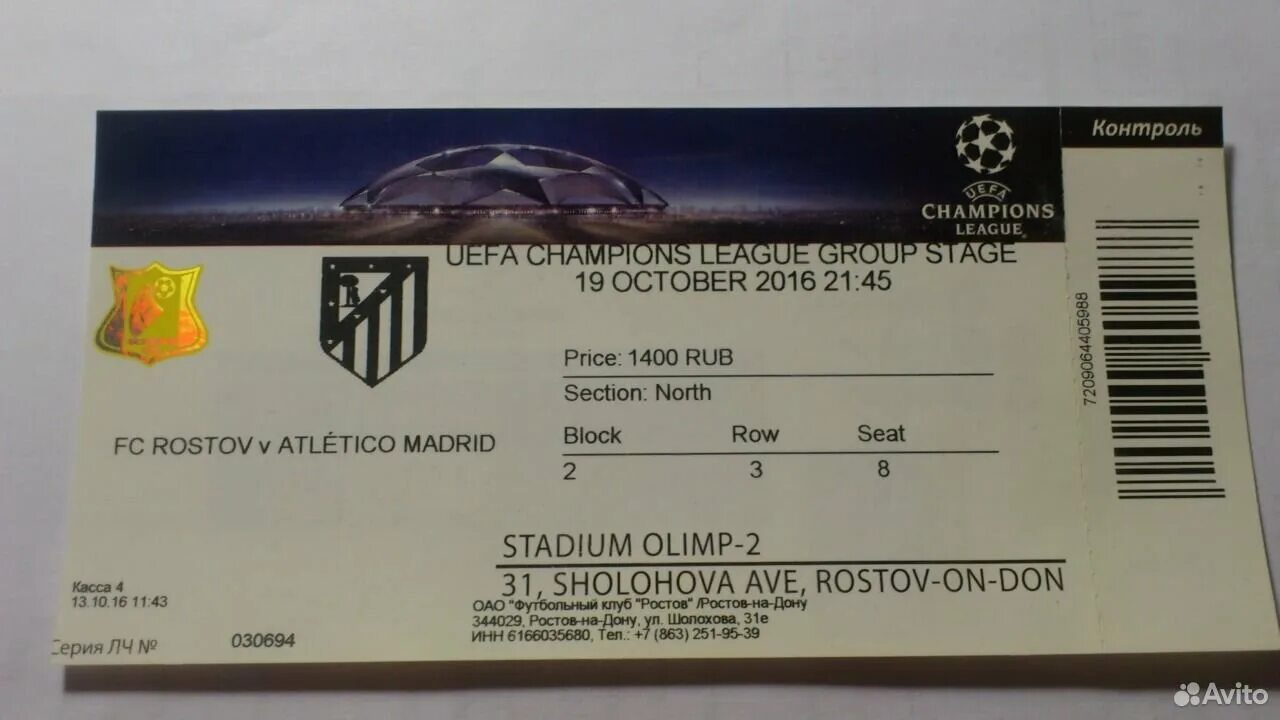 Контроль
UEFA
CHAMPIONS
LEAGUE
UEFA CHAMPIONS LEAGUE GROUP STAGE
19 OCTOBER 2016 21:45
Price: 1400 RUB
Section: North
FC ROSTOV v ATLÉTICO MADRID
Block Row Seat
2 3 8
7209064405988
STADIUM OLIMP-2
31, SHOLOHOVA AVE, ROSTOV-ON-DON
Касса 4
13.10.16 11:43
ОАО "Футбольный клуб "Ростов" /Ростов-на-Дону
344029, Ростов-на-Дону, ул. Шолохова, 31е
ИНН 6166035680, Тел.: +7 (863) 251-95-39
Серия ЛЧ № 030694
Avito